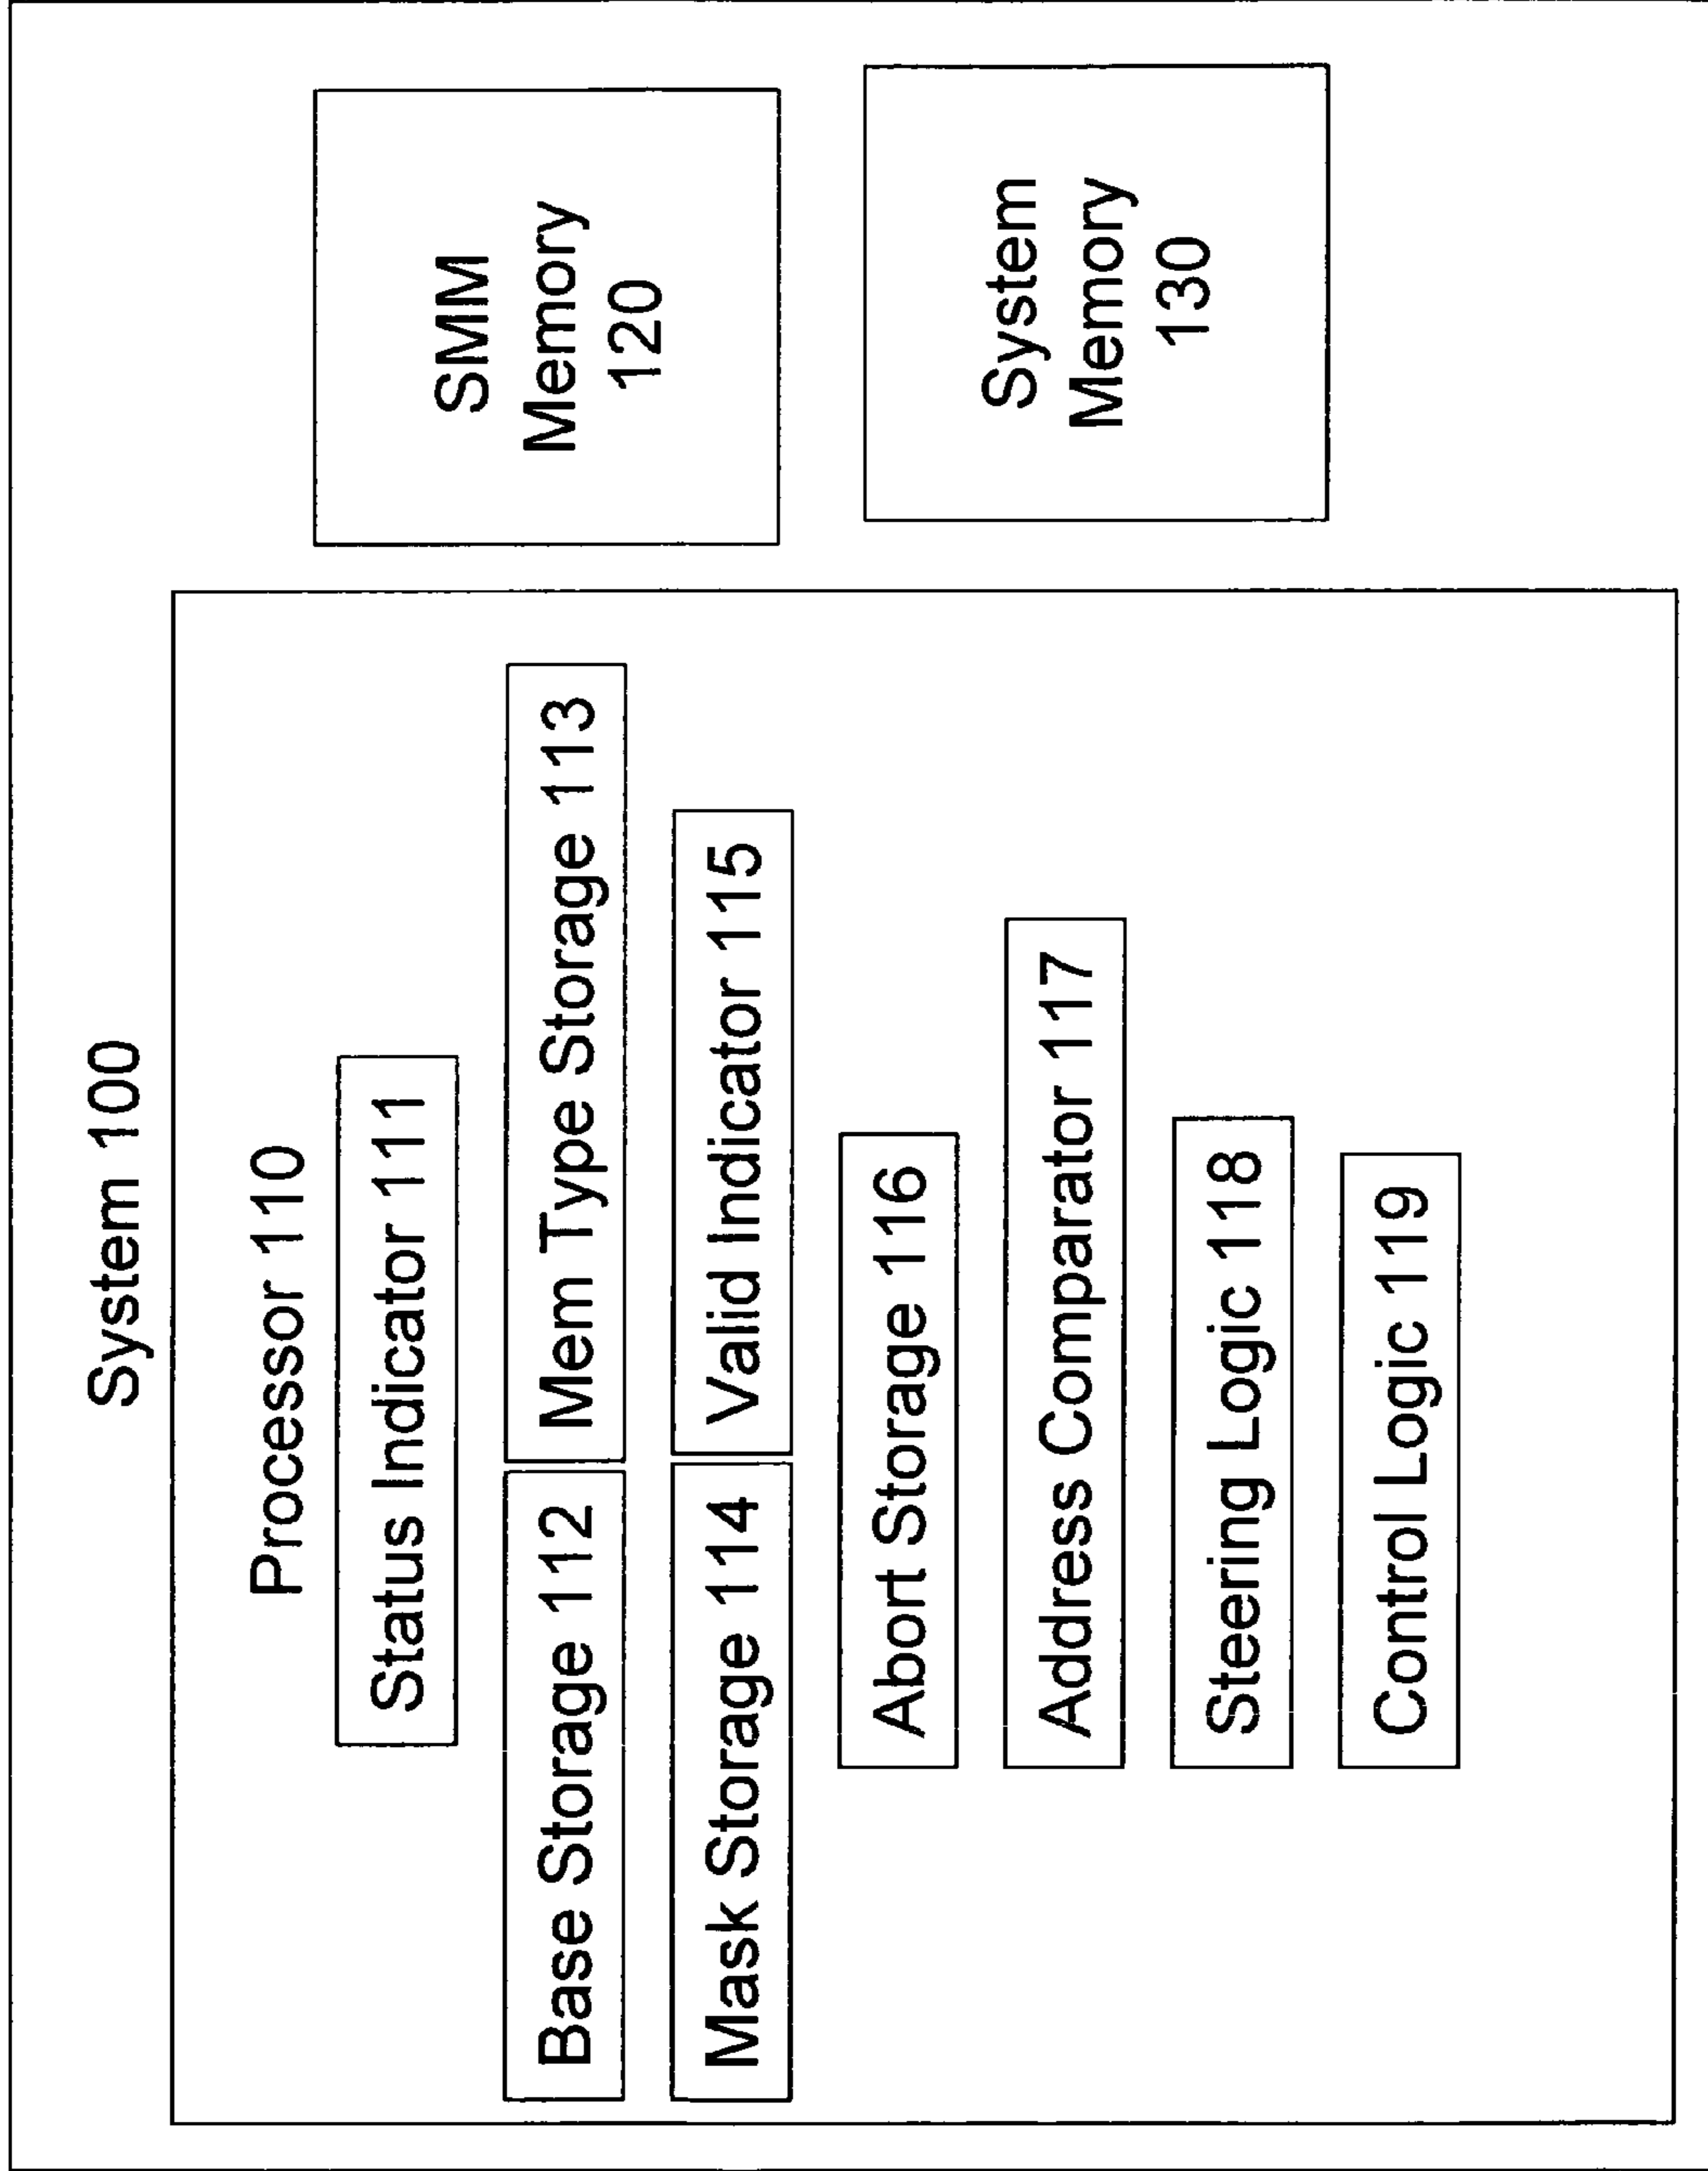 System 100
Processor 110
Status Indicator 111
Base Storage 112
Mem Type Storage 113
Mask Storage 114
Valid Indicator 115
Abort Storage 116
Address Comparator 117
Steering Logic 118
Control Logic 119
SMM
Memory
120
System
Memory
130